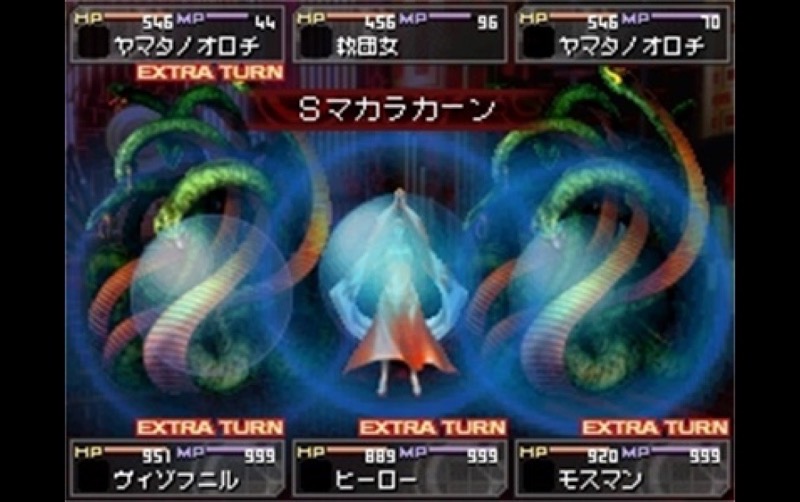 HP 546 MP 44
HP 456 MP 96
HP 546 MP 70
ヤマタノオロチ
救団女
ヤマタノオロチ
EXTRA TURN
Sマカラカーン
EXTRA TURN
EXTRA TURN
EXTRA TURN
HP 951 MP 999
HP 889 MP 999
HP 920 MP 999
ヴィゾフニル
ヒーロー
モスマン